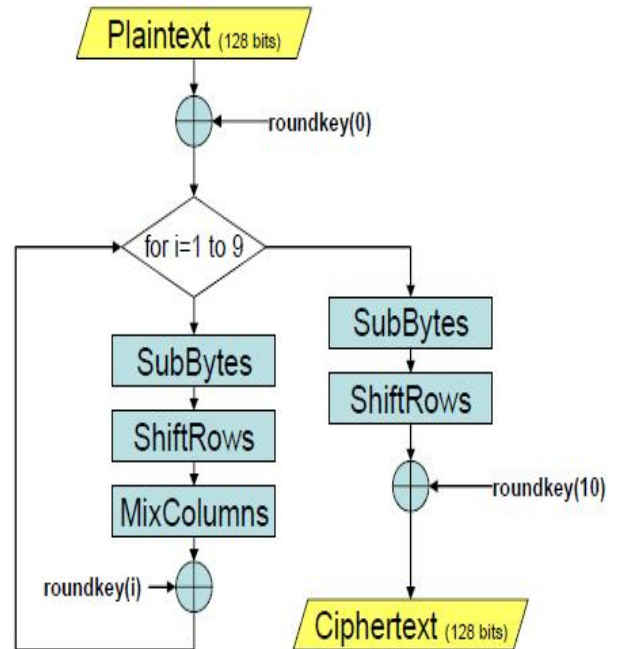 Plaintext (128 bits)
roundkey(0)
for i=1 to 9
SubBytes
ShiftRows
MixColumns
roundkey(i)
SubBytes
ShiftRows
roundkey(10)
Ciphertext (128 bits)